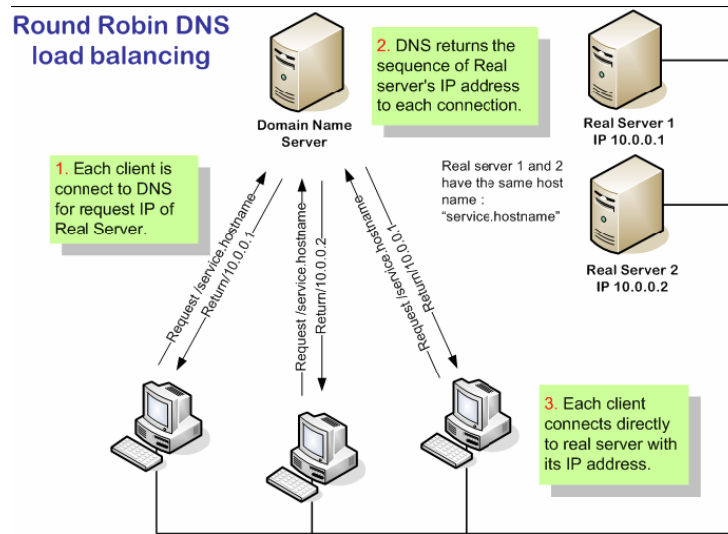 Round Robin DNS
load balancing
Domain Name
Server
2. DNS returns the
sequence of Real
server's IP address
to each connection.
Real Server 1
IP 10.0.0.1
1. Each client is
connect to DNS
for request IP of
Real Server.
Real server 1 and 2
have the same host
name :
“service.hostname”
Real Server 2
IP 10.0.0.2
Request /service.hostname
Return/10.0.0.1
Request /service.hostname
Return/10.0.0.2
Request /service.hostname
Return/10.0.0.1
3. Each client
connects directly
to real server with
its IP address.